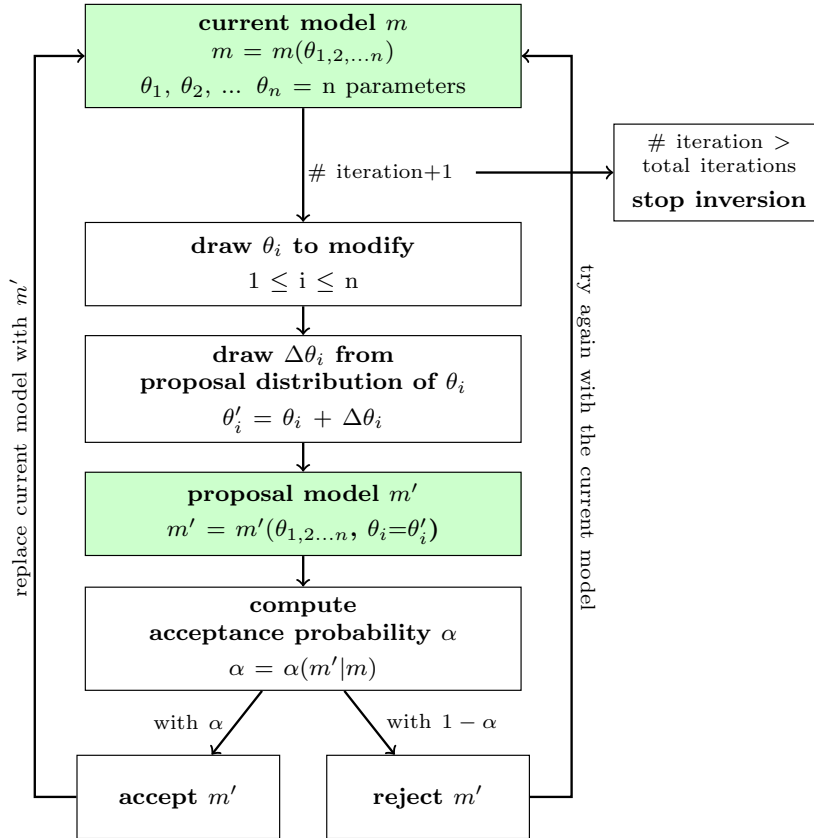 current model m
m = m(θ₁,₂,...ₙ)
θ₁, θ₂, ... θₙ = n parameters
# iteration+1
# iteration >
total iterations
stop inversion
draw θᵢ to modify
1 ≤ i ≤ n
draw Δθᵢ from
proposal distribution of θᵢ
θ′ᵢ = θᵢ + Δθᵢ
proposal model m′
m′ = m′(θ₁,₂...ₙ, θᵢ=θ′ᵢ)
compute
acceptance probability α
α = α(m′|m)
with α
with 1 − α
accept m′
reject m′
replace current model with m′
try again with the current model